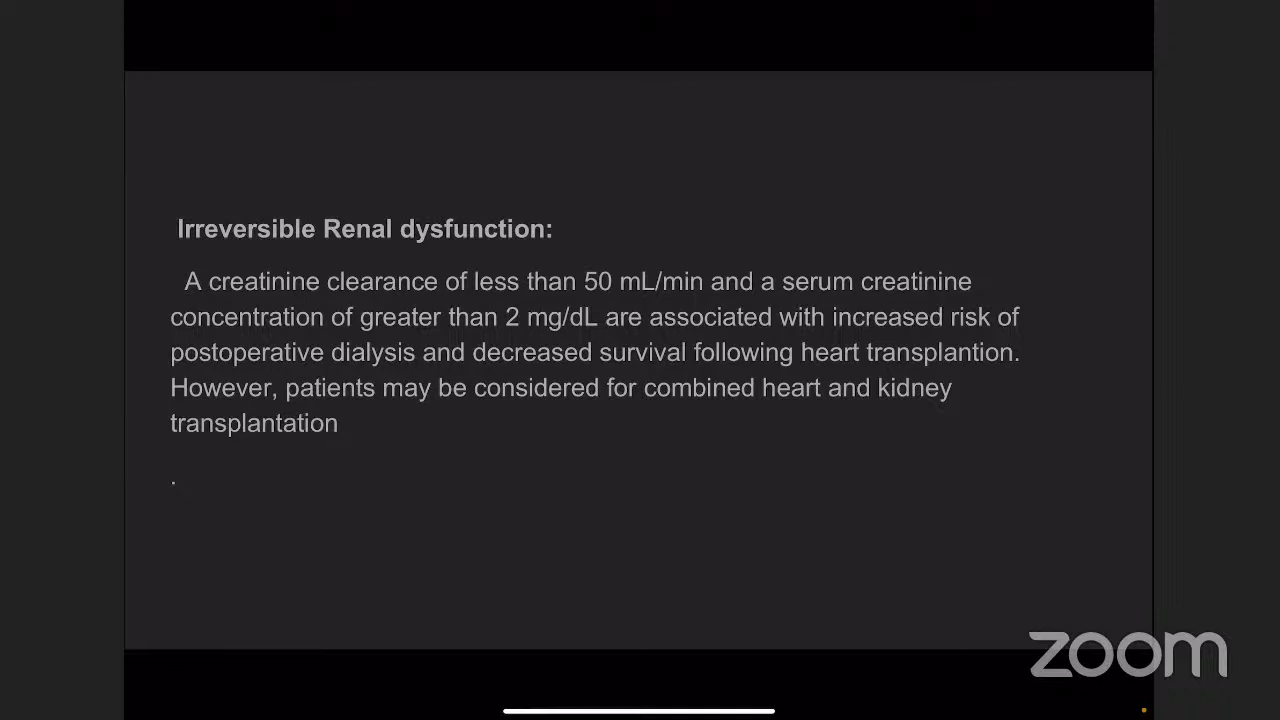 Irreversible Renal dysfunction:
A creatinine clearance of less than 50 mL/min and a serum creatinine
concentration of greater than 2 mg/dL are associated with increased risk of
postoperative dialysis and decreased survival following heart transplantion.
However, patients may be considered for combined heart and kidney
transplantation
.
zoom